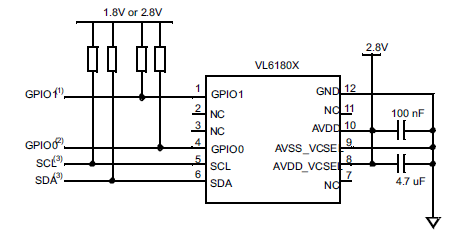 1.8V or 2.8V
2.8V
VL6180X
GPIO1(1) 1 GPIO1 GND 12
2 NC NC 11
100 nF
3 NC AVDD 10
GPIO0(2) 4 GPIO0 AVSS_VCSEL 9
SCL(3) 5 SCL AVDD_VCSEL 8
SDA(3) 6 SDA NC 7
4.7 uF